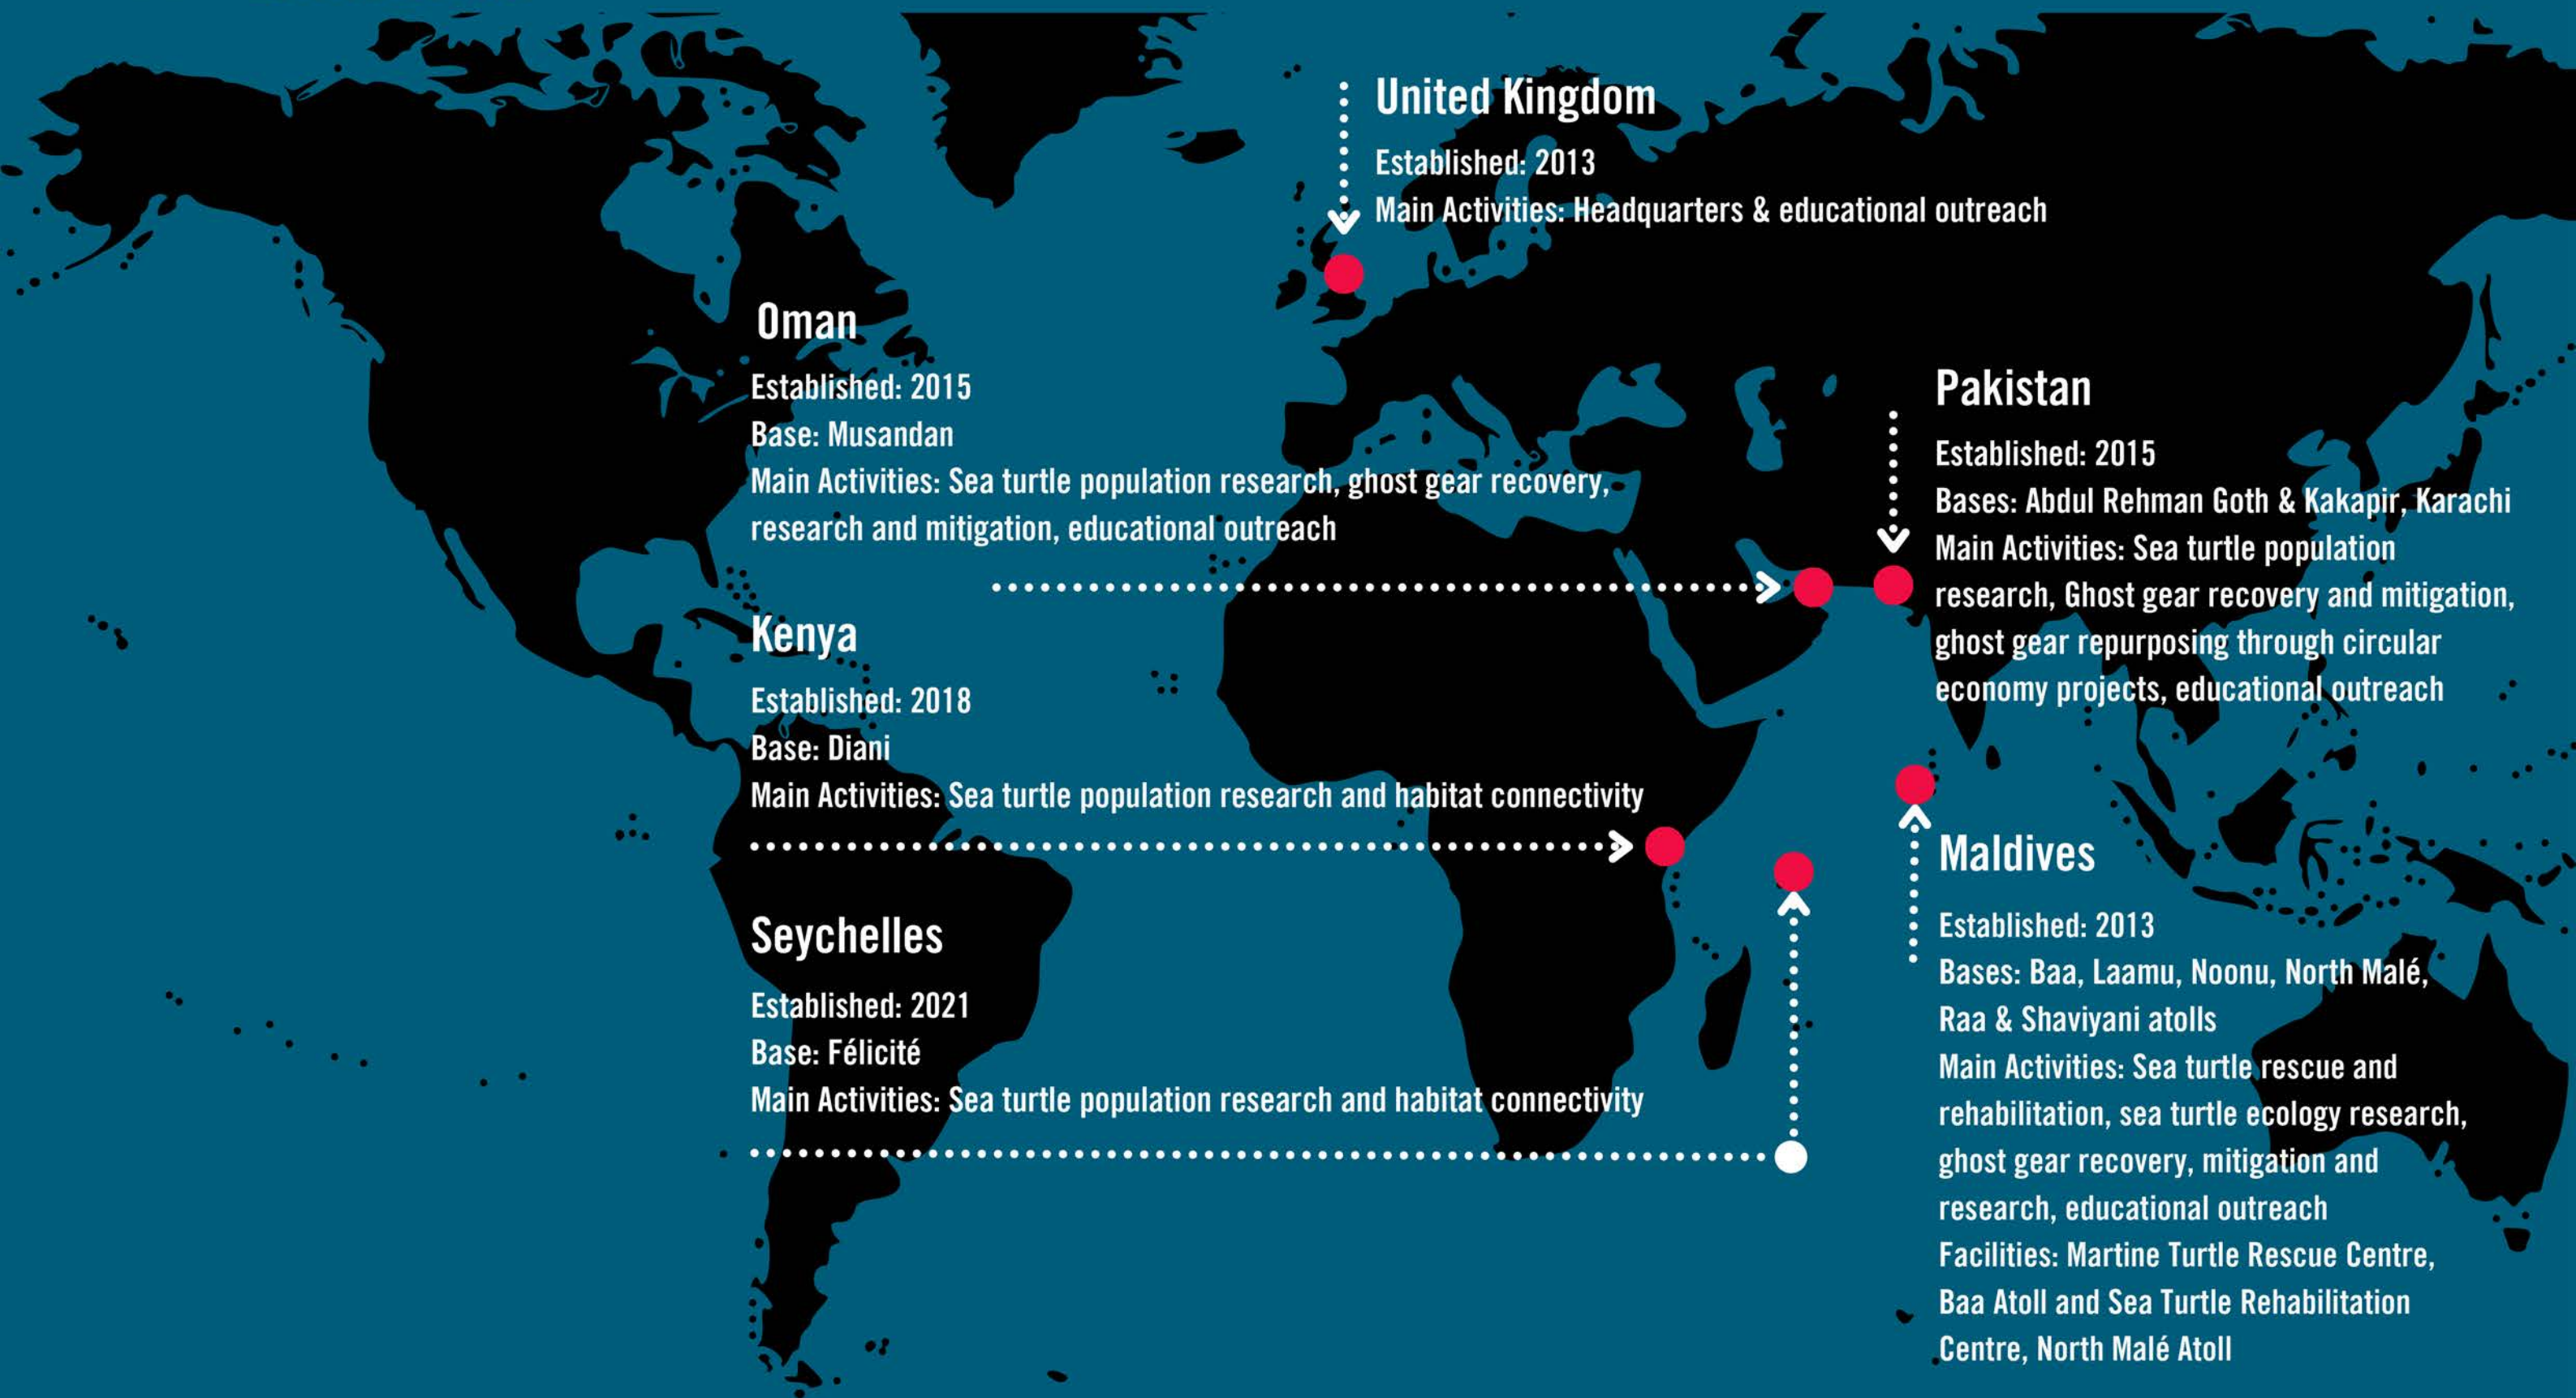 United Kingdom
Established: 2013
Main Activities: Headquarters & educational outreach
Oman
Established: 2015
Base: Musandan
Main Activities: Sea turtle population research, ghost gear recovery,
research and mitigation, educational outreach
Pakistan
Established: 2015
Bases: Abdul Rehman Goth & Kakapir, Karachi
Main Activities: Sea turtle population
research, Ghost gear recovery and mitigation,
ghost gear repurposing through circular
economy projects, educational outreach
Kenya
Established: 2018
Base: Diani
Main Activities: Sea turtle population research and habitat connectivity
Seychelles
Established: 2021
Base: Félicité
Main Activities: Sea turtle population research and habitat connectivity
Maldives
Established: 2013
Bases: Baa, Laamu, Noonu, North Malé,
Raa & Shaviyani atolls
Main Activities: Sea turtle rescue and
rehabilitation, sea turtle ecology research,
ghost gear recovery, mitigation and
research, educational outreach
Facilities: Martine Turtle Rescue Centre,
Baa Atoll and Sea Turtle Rehabilitation
Centre, North Malé Atoll